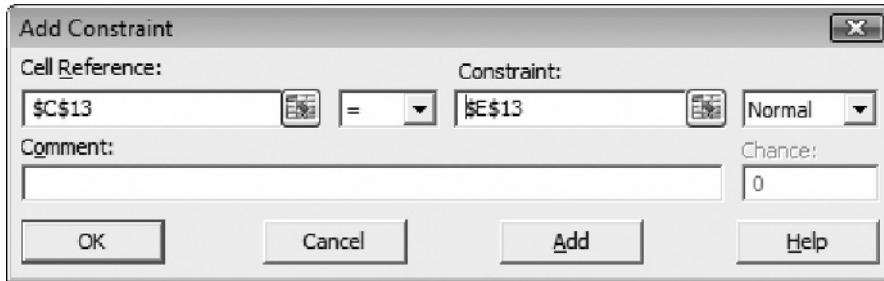 Add Constraint
Cell Reference:
Constraint:
$C$13
=
$E$13
Normal
Comment:
Chance:
0
OK
Cancel
Add
Help